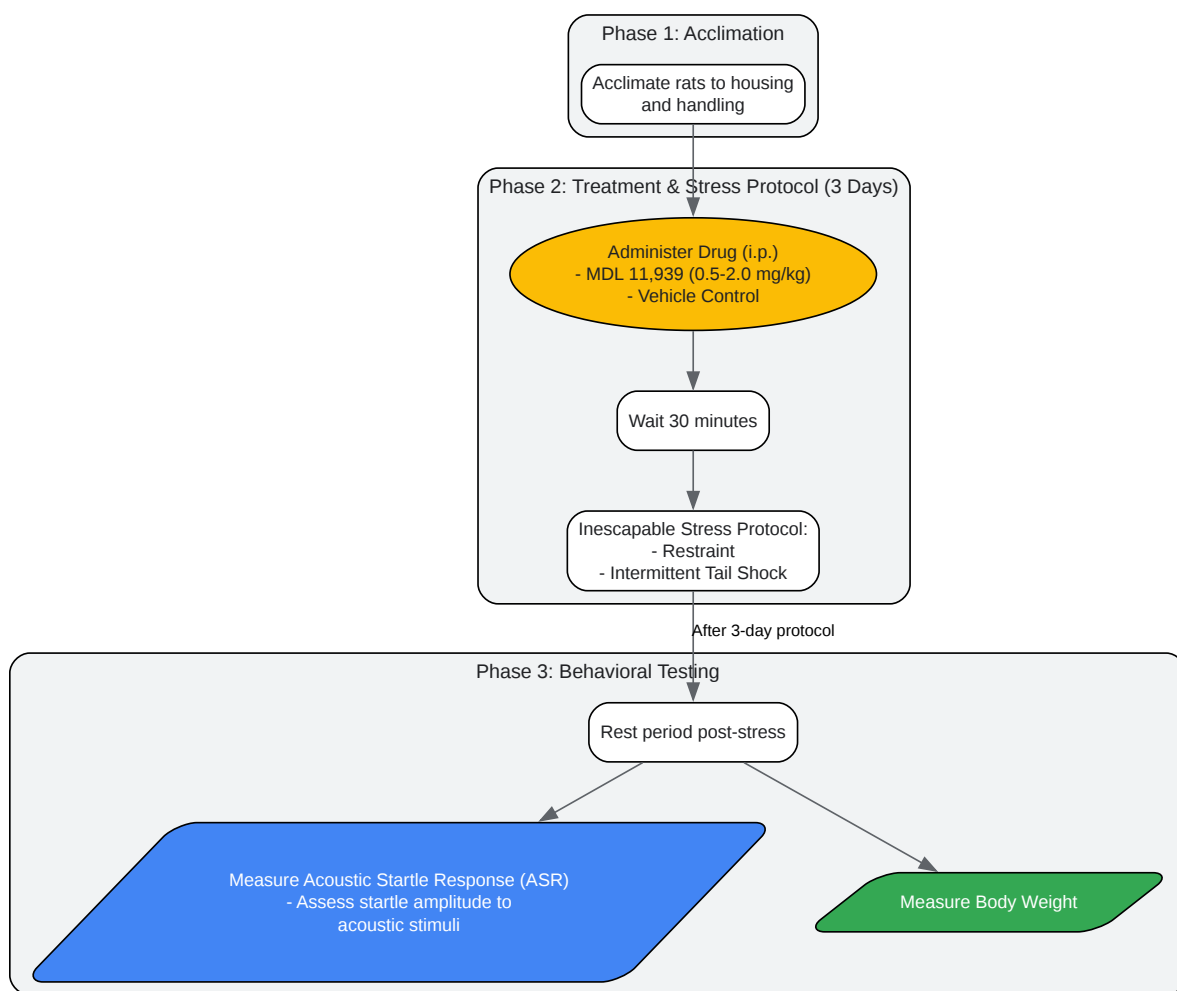 Phase 1: Acclimation
Acclimate rats to housing
and handling
Phase 2: Treatment & Stress Protocol (3 Days)
Administer Drug (i.p.)
- MDL 11,939 (0.5-2.0 mg/kg)
- Vehicle Control
Wait 30 minutes
Inescapable Stress Protocol:
- Restraint
- Intermittent Tail Shock
After 3-day protocol
Phase 3: Behavioral Testing
Rest period post-stress
Measure Acoustic Startle Response (ASR)
- Assess startle amplitude to
acoustic stimuli
Measure Body Weight